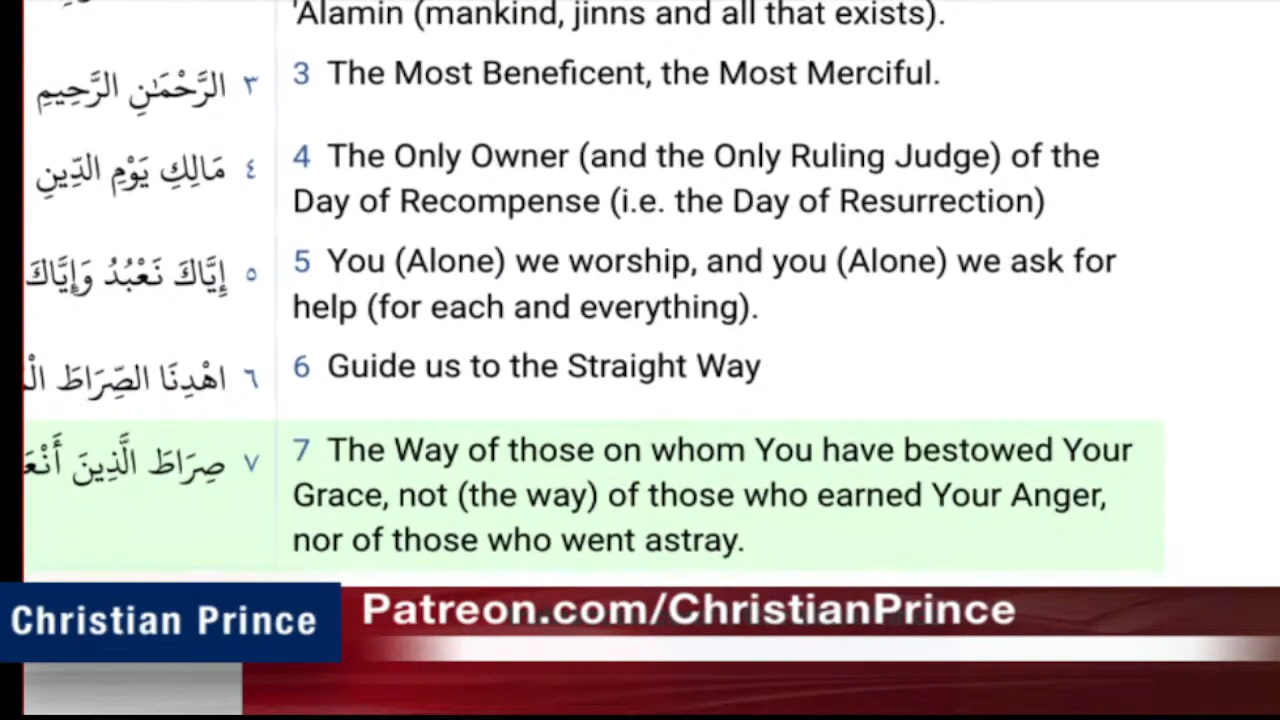 'Alamin (mankind, jinns and all that exists).
الرَّحْمَٰنِ الرَّحِيمِ ٣
3 The Most Beneficent, the Most Merciful.
مَالِكِ يَوْمِ الدِّينِ ٤
4 The Only Owner (and the Only Ruling Judge) of the
Day of Recompense (i.e. the Day of Resurrection)
إِيَّاكَ نَعْبُدُ وَإِيَّاكَ ٥
5 You (Alone) we worship, and you (Alone) we ask for
help (for each and everything).
اهْدِنَا الصِّرَاطَ ٦
6 Guide us to the Straight Way
صِرَاطَ الَّذِينَ ٧
7 The Way of those on whom You have bestowed Your
Grace, not (the way) of those who earned Your Anger,
nor of those who went astray.
Christian Prince
Patreon.com/ChristianPrince